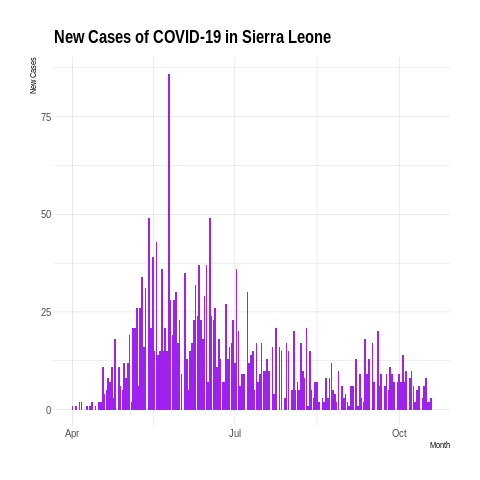 New Cases of COVID-19 in Sierra Leone
New Cases
75
50
25
0
Apr
Jul
Oct
Month